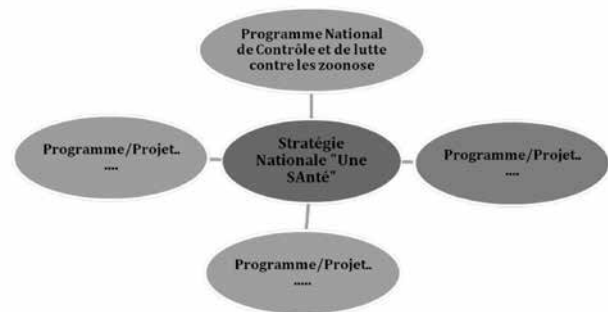 Programme National
de Contrôle et de lutte
contre les zoonose
Stratégie
Nationale "Une
SAnté"
Programme/Projet..
....
Programme/Projet..
....
Programme/Projet..
.....